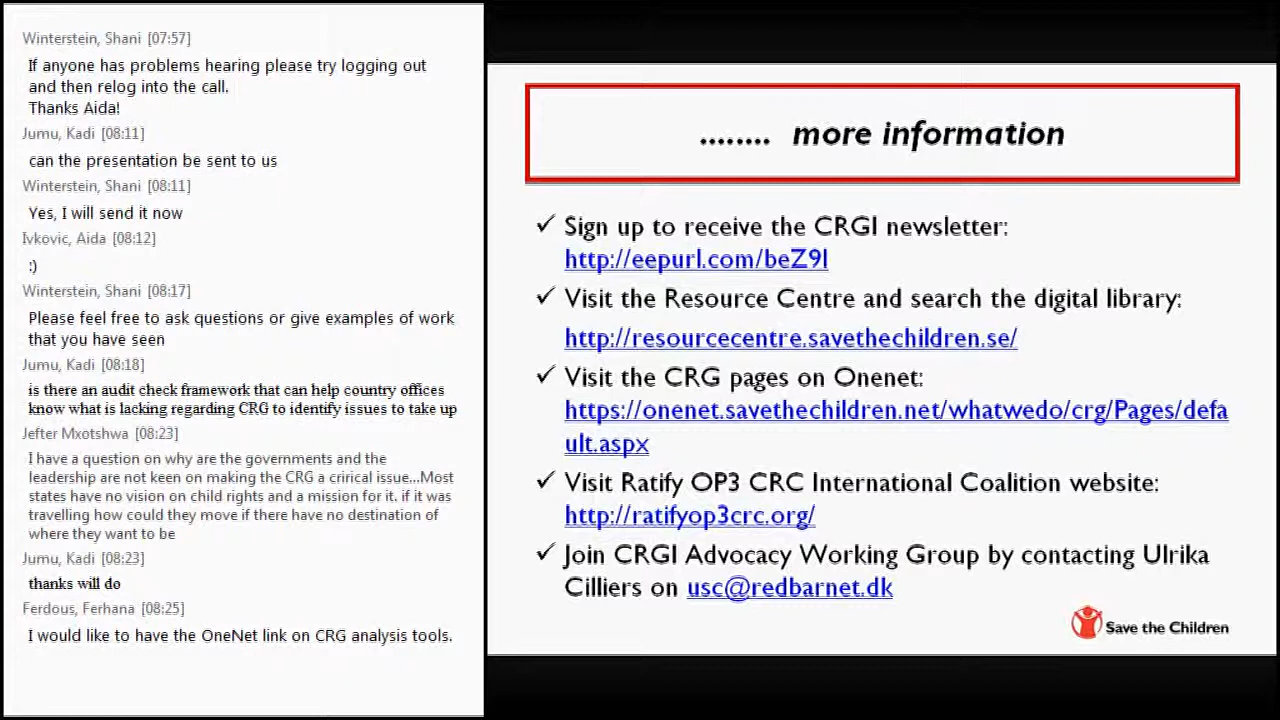 Winterstein, Shani [07:57]
If anyone has problems hearing please try logging out
and then relog into the call.
Thanks Aida!
Jumu, Kadi [08:11]
can the presentation be sent to us
Winterstein, Shani [08:11]
Yes, I will send it now
Ivkovic, Aida [08:12]
:)
Winterstein, Shani [08:17]
Please feel free to ask questions or give examples of work
that you have seen
Jumu, Kadi [08:18]
is there an audit check framework that can help country offices
know what is lacking regarding CRG to identify issues to take up
Jefter Mxotshwa [08:23]
I have a question on why are the governments and the
leadership are not keen on making the CRG a crirical issue...Most
states have no vision on child rights and a mission for it. if it was
travelling how could they move if there have no destination of
where they want to be
Jumu, Kadi [08:23]
thanks will do
Ferdous, Ferhana [08:25]
I would like to have the OneNet link on CRG analysis tools.
........ more information
✓ Sign up to receive the CRGI newsletter:
http://eepurl.com/beZ9l
✓ Visit the Resource Centre and search the digital library:
http://resourcecentre.savethechildren.se/
✓ Visit the CRG pages on Onenet:
https://onenet.savethechildren.net/whatwedo/crg/Pages/defa
ult.aspx
✓ Visit Ratify OP3 CRC International Coalition website:
http://ratifyop3crc.org/
✓ Join CRGI Advocacy Working Group by contacting Ulrika
Cilliers on usc@redbarnet.dk
Save the Children